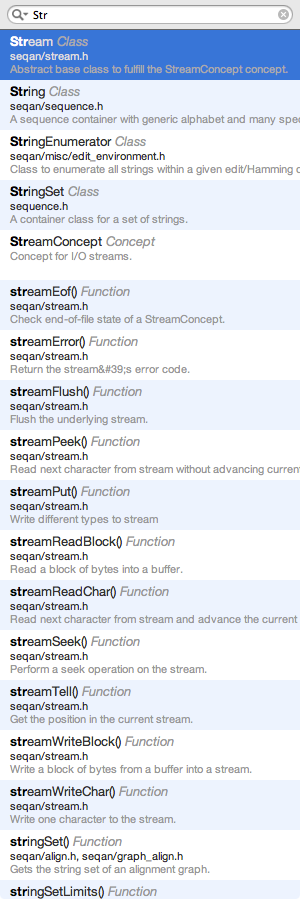 Str
Stream Class
seqan/stream.h
Abstract base class to fulfill the StreamConcept concept.
String Class
seqan/sequence.h
A sequence container with generic alphabet and many spe
StringEnumerator Class
seqan/misc/edit_environment.h
Class to enumerate all strings within a given edit/Hamming
StringSet Class
sequence.h
A container class for a set of strings.
StreamConcept Concept
Concept for I/O streams.
streamEof() Function
seqan/stream.h
Check end-of-file state of a StreamConcept.
streamError() Function
seqan/stream.h
Return the stream&#39;s error code.
streamFlush() Function
seqan/stream.h
Flush the underlying stream.
streamPeek() Function
seqan/stream.h
Read next character from stream without advancing current
streamPut() Function
seqan/stream.h
Write different types to stream
streamReadBlock() Function
seqan/stream.h
Read a block of bytes into a buffer.
streamReadChar() Function
seqan/stream.h
Read next character from stream and advance the current
streamSeek() Function
seqan/stream.h
Perform a seek operation on the stream.
streamTell() Function
seqan/stream.h
Get the position in the current stream.
streamWriteBlock() Function
seqan/stream.h
Write a block of bytes from a buffer into a stream.
streamWriteChar() Function
seqan/stream.h
Write one character to the stream.
stringSet() Function
seqan/align.h, seqan/graph_align.h
Gets the string set of an alignment graph.
stringSetLimits() Function